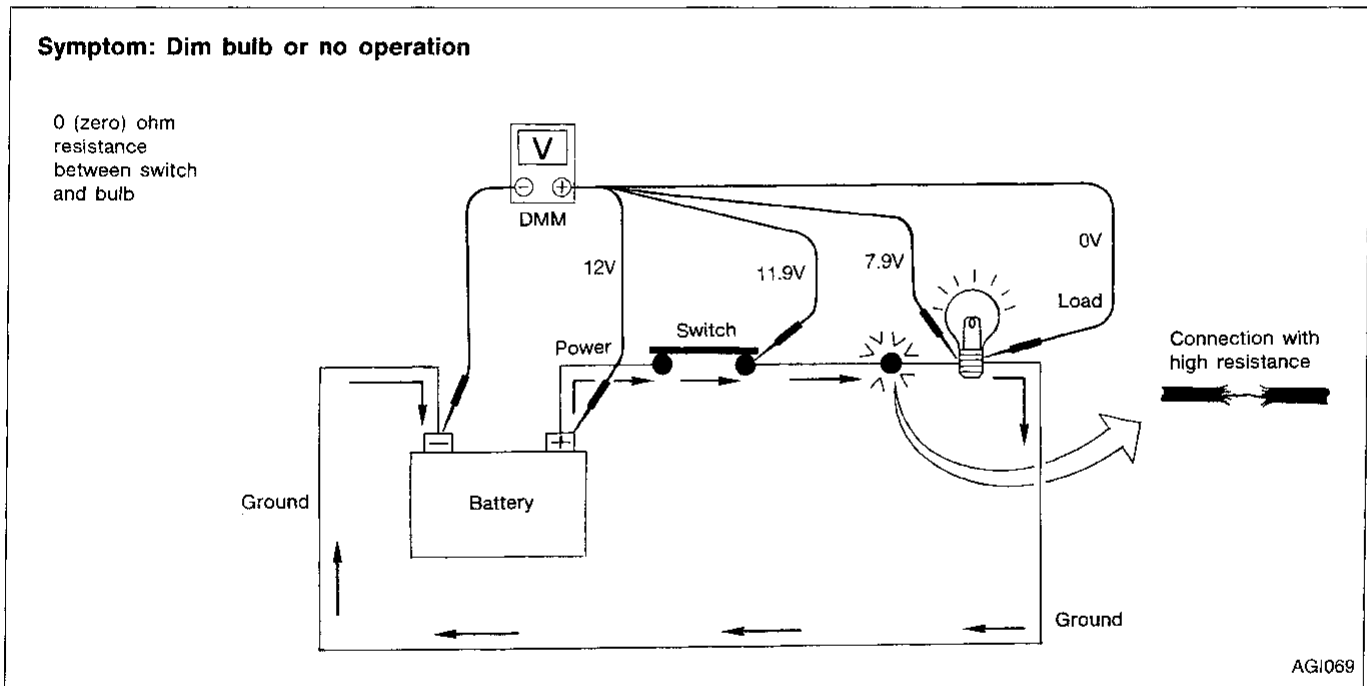 Symptom: Dim bulb or no operation
0 (zero) ohm
resistance
between switch
and bulb
V
− +
DMM
12V
11.9V
7.9V
0V
Load
Switch
Power
Connection with
high resistance
− +
Ground
Battery
Ground
AGI069